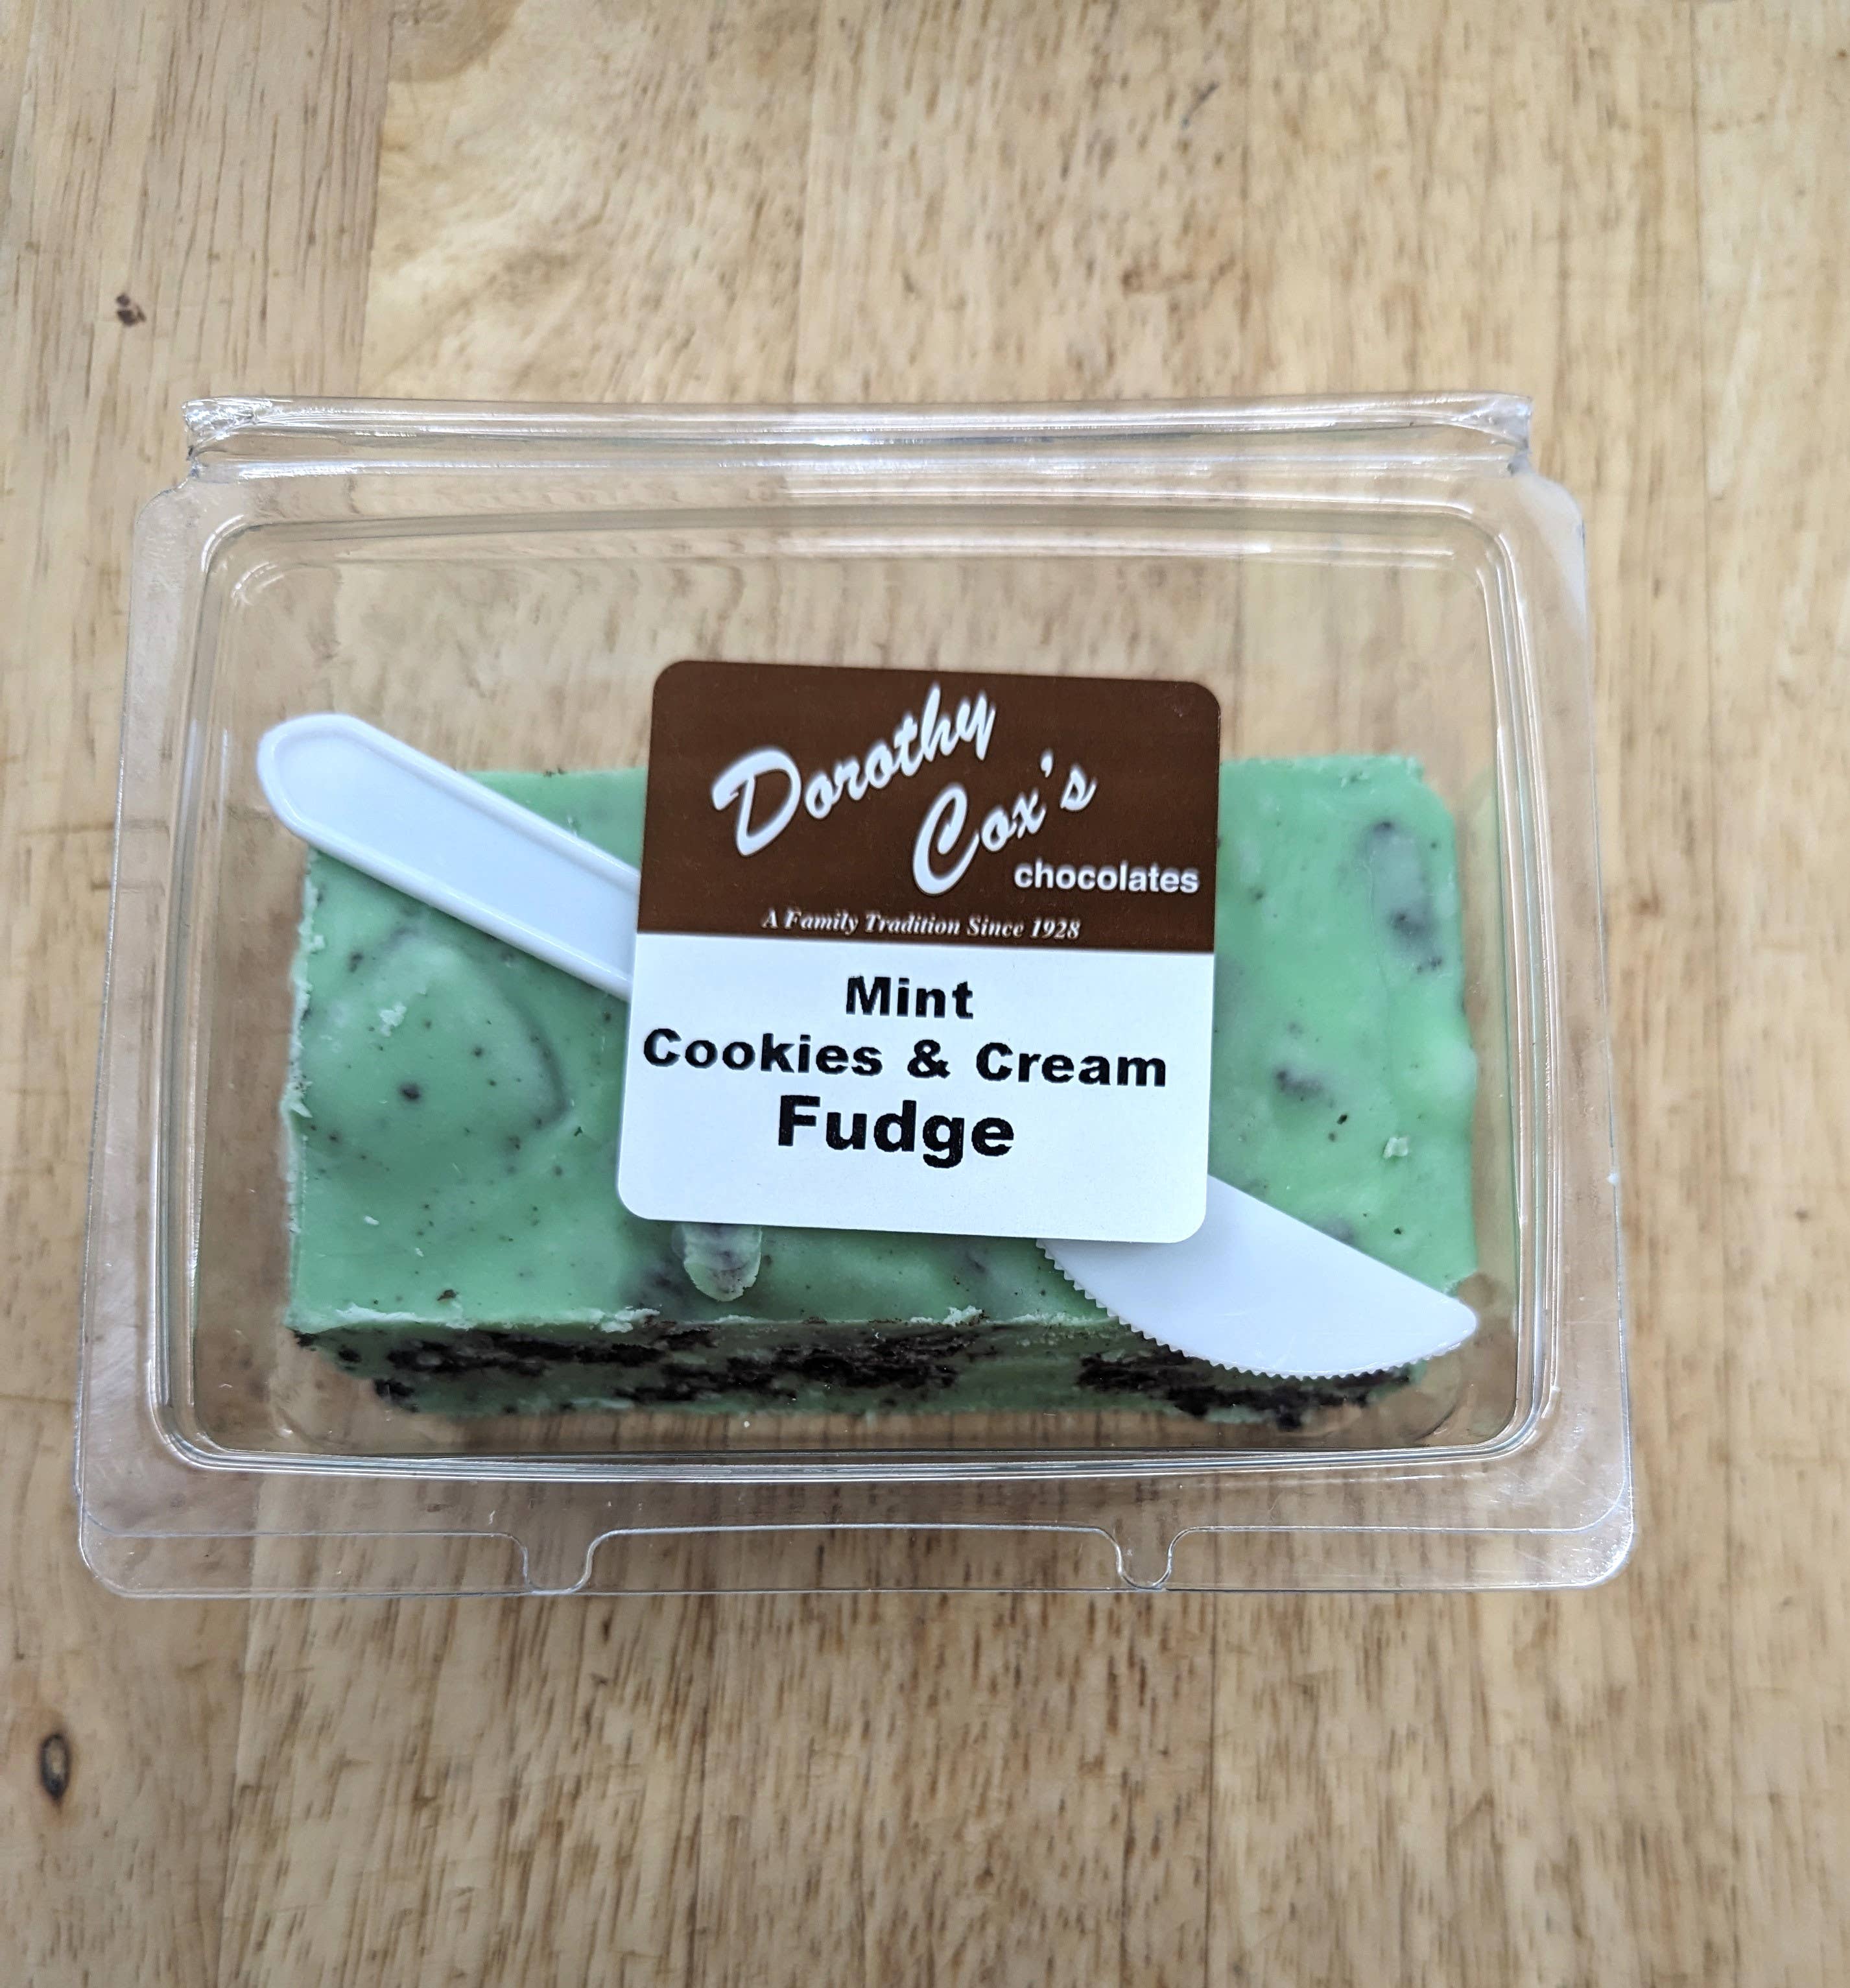 Dorothy
Cox's
chocolates
A Family Tradition Since 1928
Mint
Cookies & Cream
Fudge